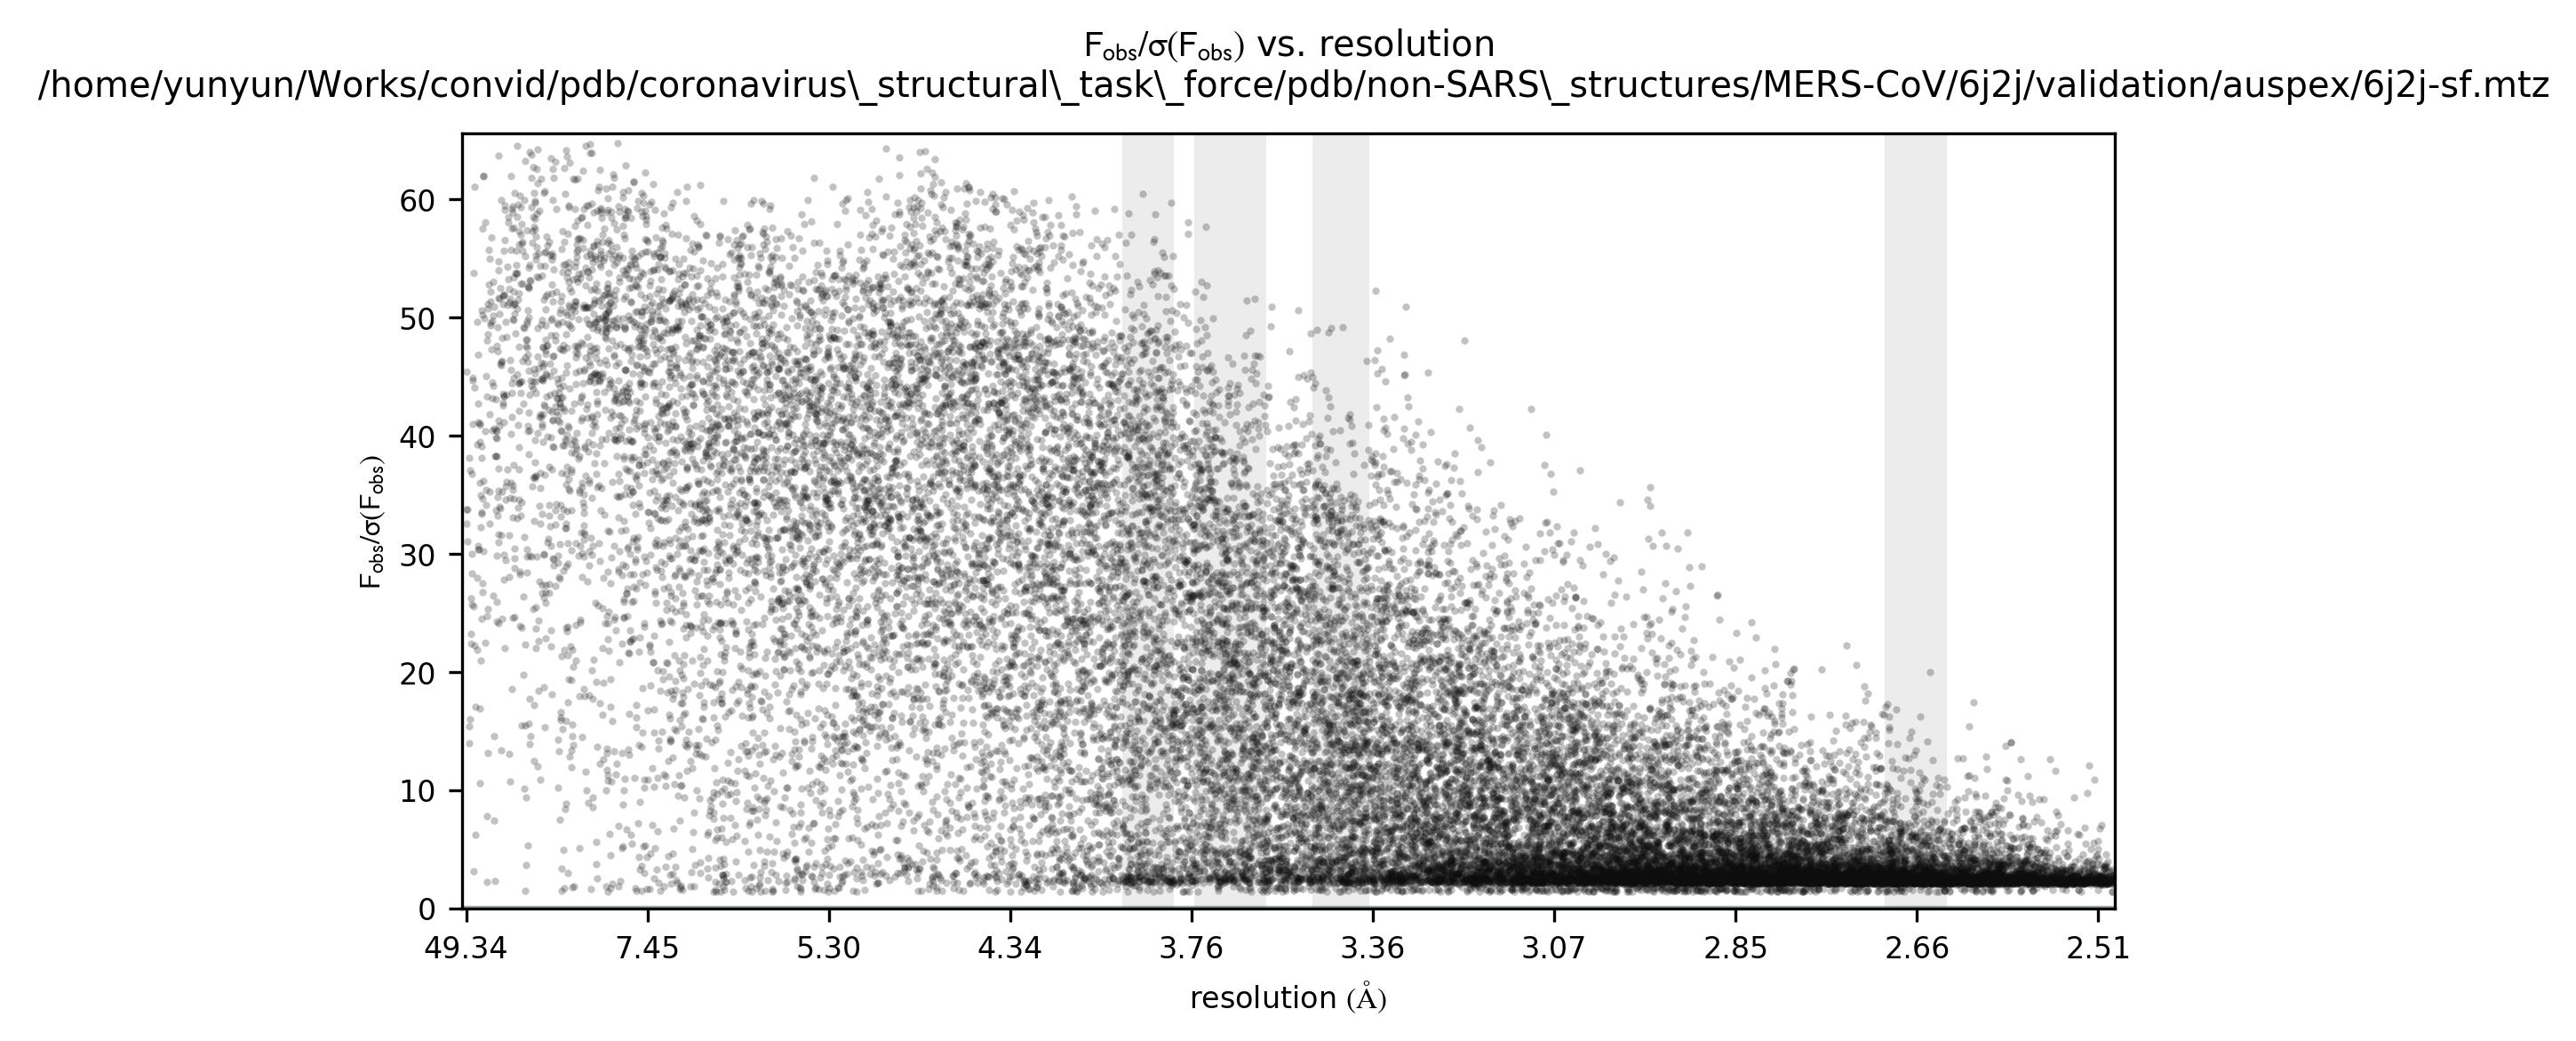 Fobs/σ(Fobs) vs. resolution
/home/yunyun/Works/convid/pdb/coronavirus\_structural\_task\_force/pdb/non-SARS\_structures/MERS-CoV/6j2j/validation/auspex/6j2j-sf.mtz
Fobs/σ(Fobs)
60
50
40
30
20
10
0
49.34 7.45 5.30 4.34 3.76 3.36 3.07 2.85 2.66 2.51
resolution (Å)